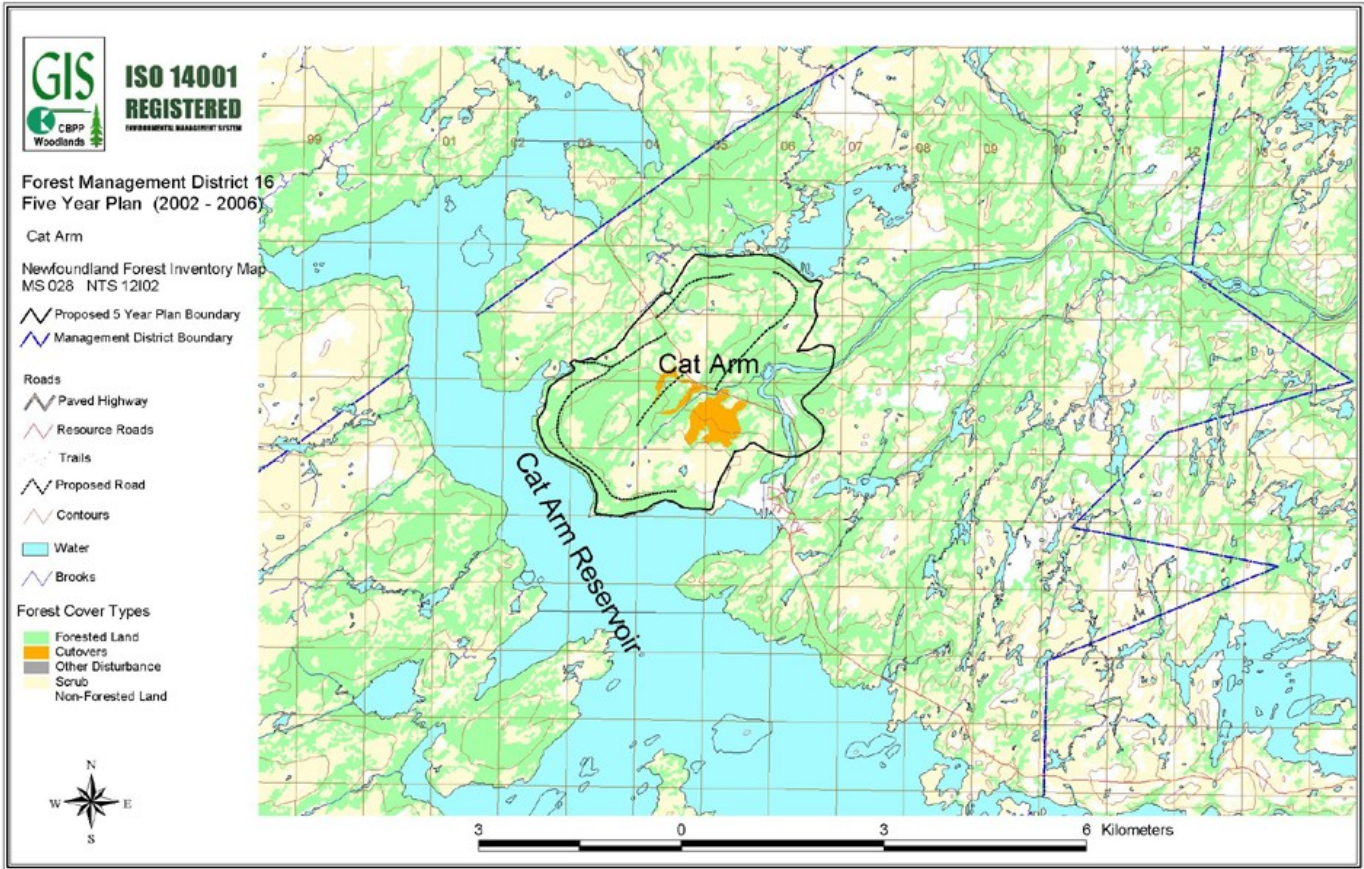 GIS
CBPP
Woodlands
ISO 14001
REGISTERED
ENVIRONMENTAL MANAGEMENT SYSTEM
Forest Management District 16
Five Year Plan (2002 - 2006)
Cat Arm
Newfoundland Forest Inventory Map
MS 028 NTS 12I02
Proposed 5 Year Plan Boundary
Management District Boundary
Roads
Paved Highway
Resource Roads
Trails
Proposed Road
Contours
Water
Brooks
Forest Cover Types
Forested Land
Cutovers
Other Disturbance
Scrub
Non-Forested Land
N
W E
S
99 01 02 03 04 05 06 07 08 09 10 11 12 13
Cat Arm
Cat Arm Reservoir
3 0 3 6 Kilometers